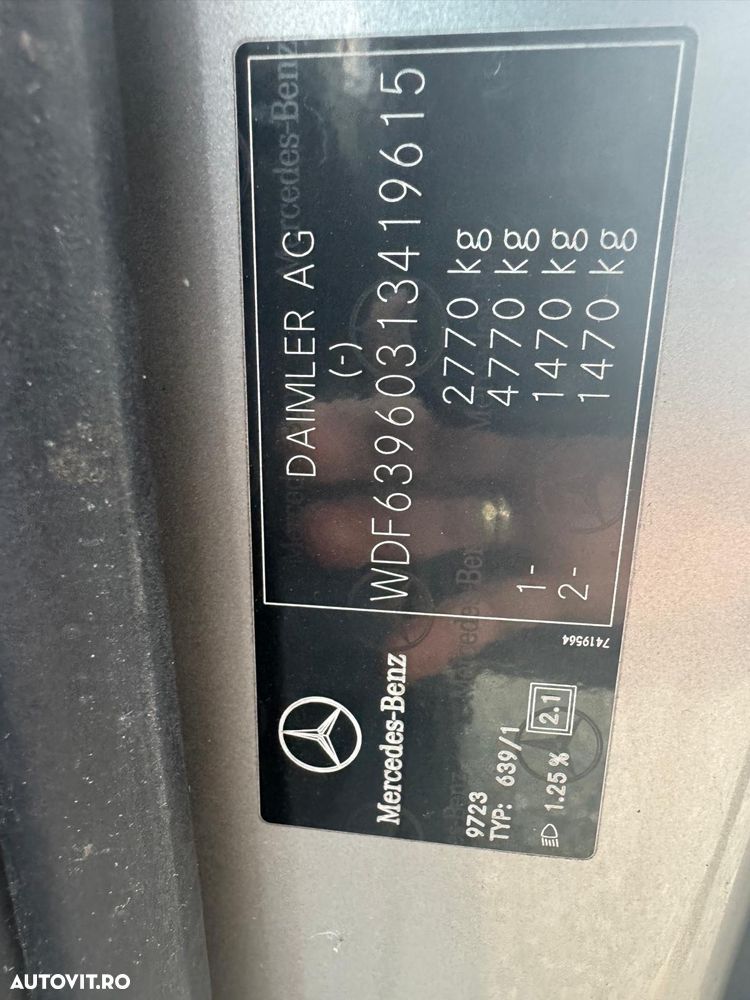 DAIMLER AG
(-)
WDF63960313419615
2770 kg
4770 kg
1- 1470 kg
2- 1470 kg
Mercedes-Benz
9723
TYP: 639/1
1.25 % 2.1
7419564
AUTOVIT.RO